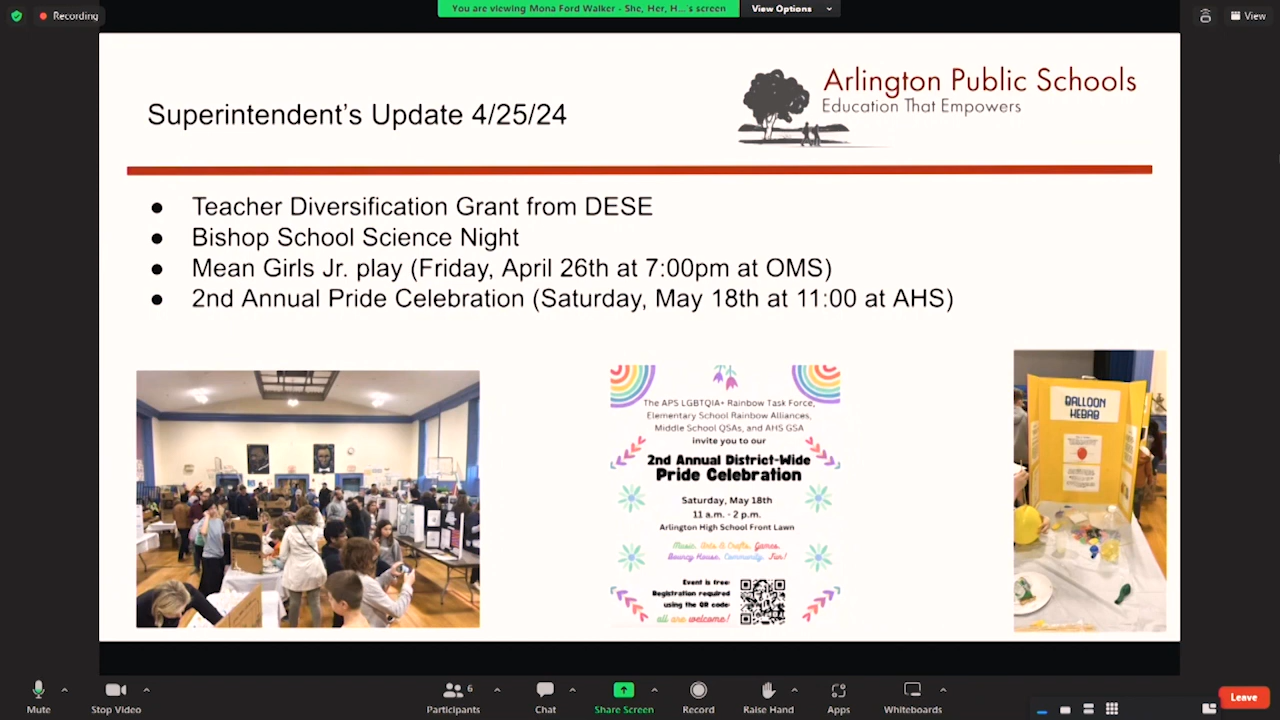 Recording
You are viewing Mona Ford Walker - She, Her, H...'s screen
View Options
View
Arlington Public Schools
Education That Empowers
Superintendent's Update 4/25/24
● Teacher Diversification Grant from DESE
● Bishop School Science Night
● Mean Girls Jr. play (Friday, April 26th at 7:00pm at OMS)
● 2nd Annual Pride Celebration (Saturday, May 18th at 11:00 at AHS)
The APS LGBTQIA+ Rainbow Task Force,
Elementary School Rainbow Alliances,
Middle School QSAs, and AHS GSA
invite you to our
2nd Annual District-Wide
Pride Celebration
Saturday, May 18th
11 a.m. - 2 p.m.
Arlington High School Front Lawn
Music, Arts & Crafts, Games,
Bouncy House, Community, Fun!
Event is free
Registration required
using the QR code
all are welcome!
BALLOON
KEBAB
Mute
Stop Video
Participants
6
Chat
Share Screen
Record
Raise Hand
Apps
Whiteboards
Leave